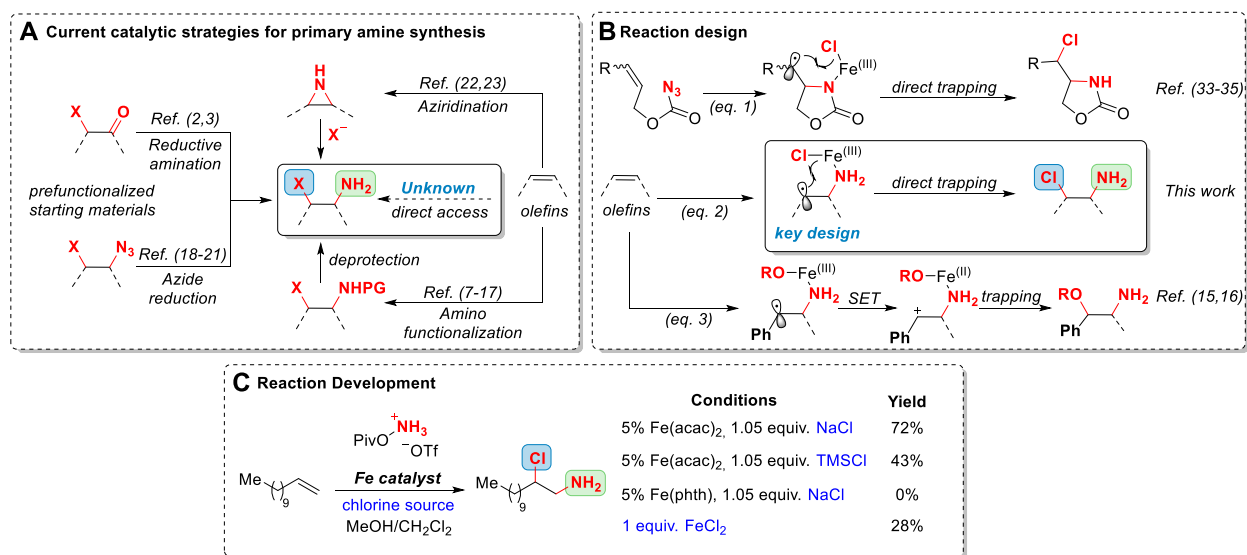 A Current catalytic strategies for primary amine synthesis
H
N
Ref. (22,23)
Aziridination
X
O
Ref. (2,3)
Reductive
amination
X⁻
prefunctionalized
starting materials
X
NH2
Unknown
direct access
olefins
X
N3
Ref. (18-21)
Azide
reduction
deprotection
X
NHPG
Ref. (7-17)
Amino
functionalization
B Reaction design
R
N3
O
O
(eq. 1)
R
Cl
Fe(III)
N
O
O
direct trapping
Cl
R
NH
O
O
Ref. (33-35)
olefins
(eq. 2)
Cl
Fe(III)
NH2
key design
direct trapping
Cl
NH2
This work
(eq. 3)
RO
Fe(III)
NH2
Ph
SET
RO
Fe(II)
NH2
+
Ph
trapping
RO
NH2
Ph
Ref. (15,16)
C Reaction Development
Me
9
+
NH3
PivO
⁻OTf
Fe catalyst
chlorine source
MeOH/CH2Cl2
Cl
NH2
Me
9
Conditions Yield
5% Fe(acac)2, 1.05 equiv. NaCl 72%
5% Fe(acac)2, 1.05 equiv. TMSCl 43%
5% Fe(phth), 1.05 equiv. NaCl 0%
1 equiv. FeCl2 28%